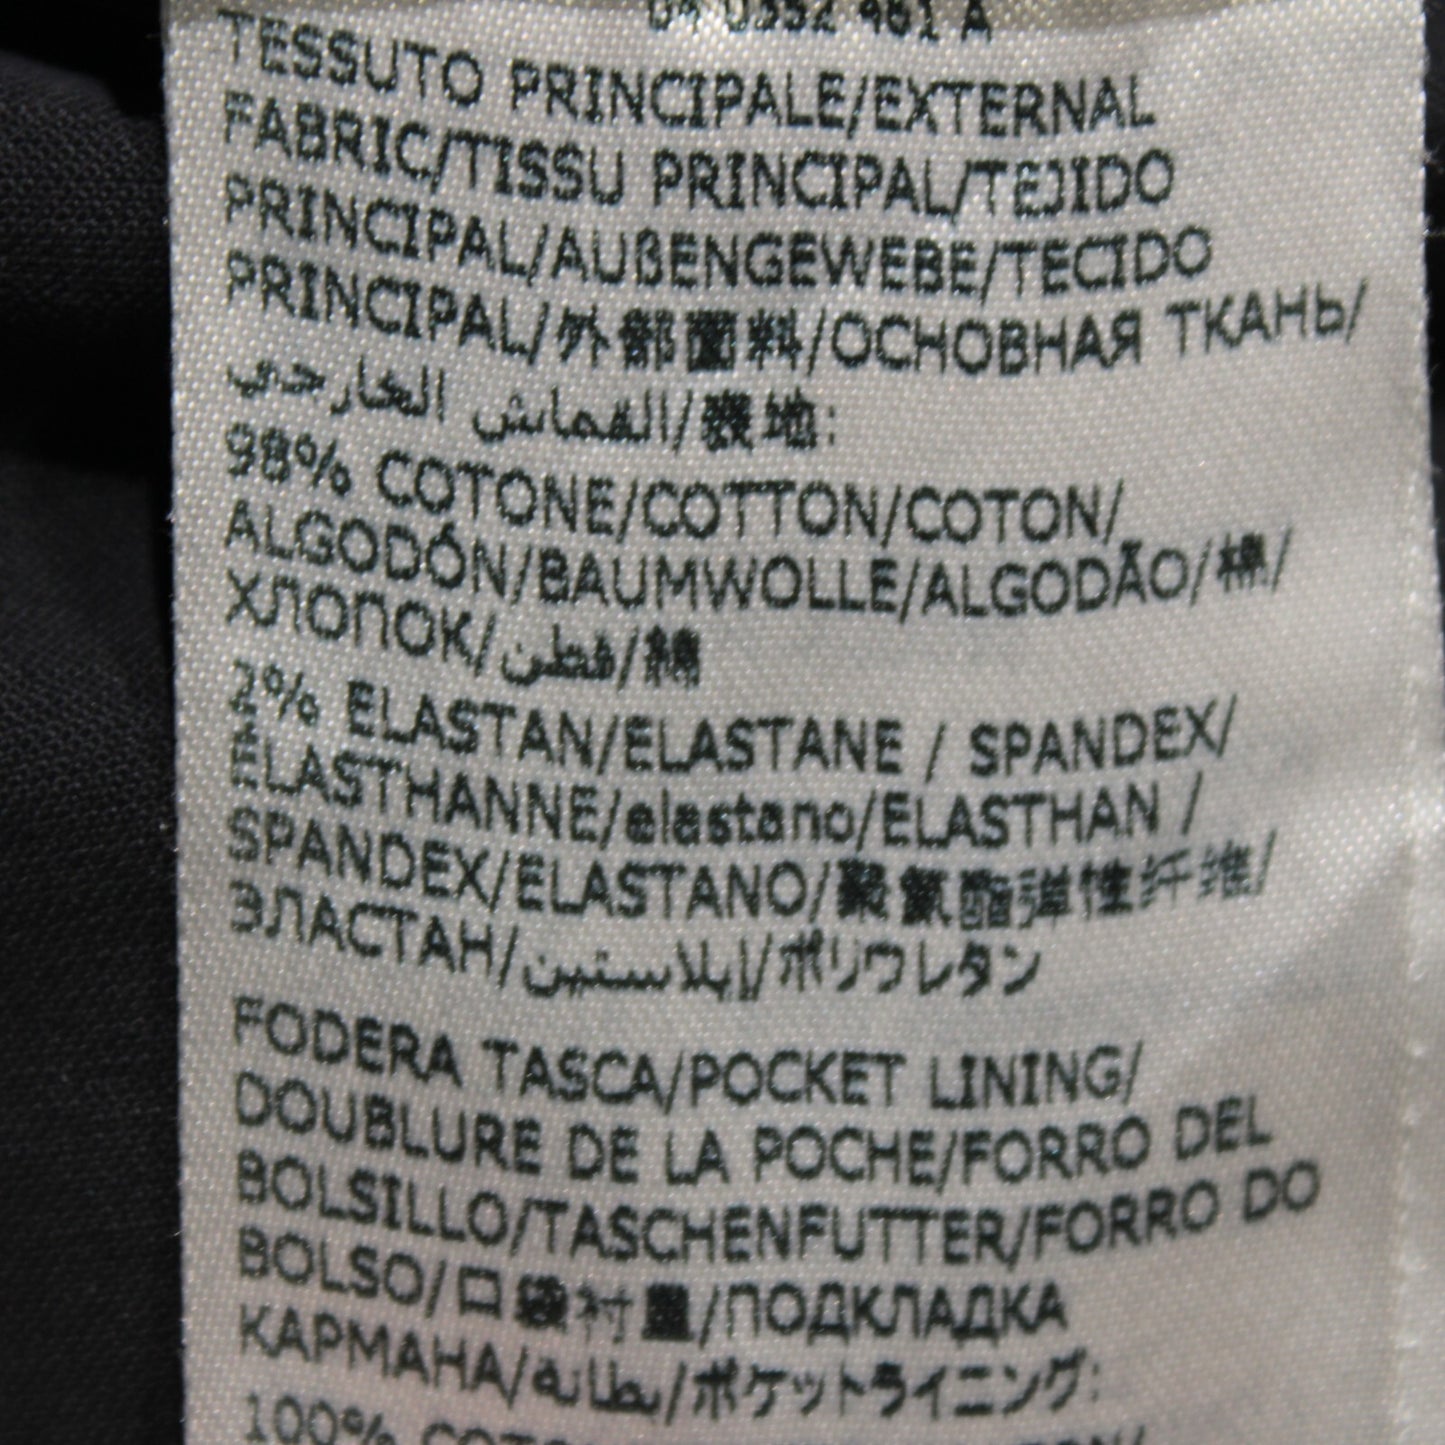 TESSUTO PRINCIPALE/EXTERNAL
FABRIC/TISSU PRINCIPAL/TEJIDO
PRINCIPAL/AUßENGEWEBE/TECIDO
PRINCIPAL/外部面料/ОСНОВНАЯ ТКАНЬ/
القماش الخارجي/表地:
98% COTONE/COTTON/COTON/
ALGODÓN/BAUMWOLLE/ALGODÃO/棉/
ХЛОПОК/قطن/綿
2% ELASTAN/ELASTANE / SPANDEX/
ELASTHANNE/elastano/ELASTHAN /
SPANDEX/ELASTANO/聚氨酯弹性纤维/
ЭЛАСТАН/إيلاستين/ポリウレタン
FODERA TASCA/POCKET LINING/
DOUBLURE DE LA POCHE/FORRO DEL
BOLSILLO/TASCHENFUTTER/FORRO DO
BOLSO/口袋衬里/ПОДКЛАДКА
КАРМАНА/بطانة/ポケットライニング:
100%